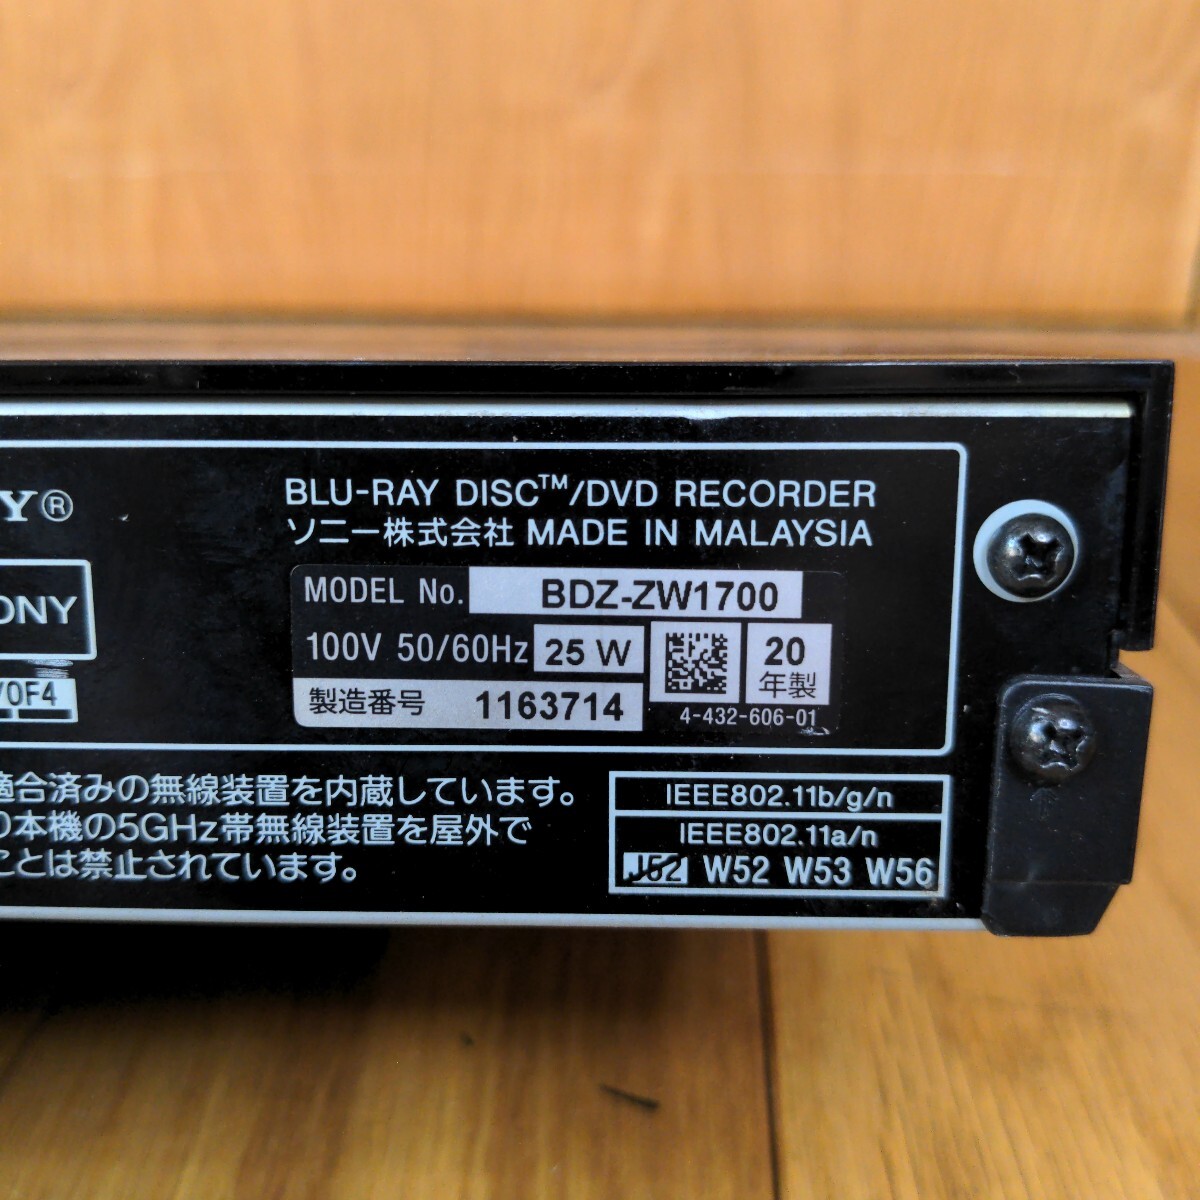 Y®
BLU-RAY DISC™/DVD RECORDER
ソニー株式会社 MADE IN MALAYSIA
ONY
MODEL No. BDZ-ZW1700
100V 50/60Hz 25 W
20
年製
製造番号 1163714
4-432-606-01
0F4
適合済みの無線装置を内蔵しています。
本機の5GHz帯無線装置を屋外で
ことは禁止されています。
IEEE802.11b/g/n
IEEE802.11a/n
J52 W52 W53 W56